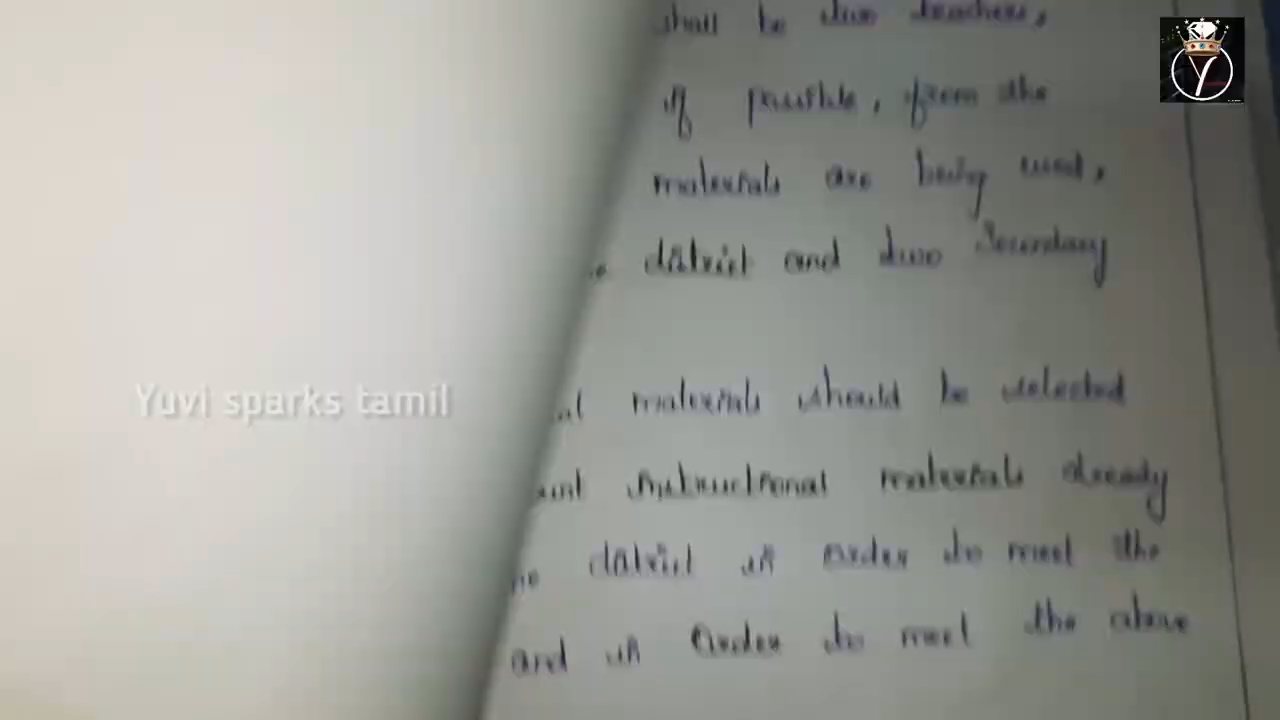 shall be two teachers,
if possible, from the
materials are being used,
district and two Secondary
materials should be selected
instructional materials already
district in order to meet the
and in order to meet the above
Yuvi sparks tamil
Y